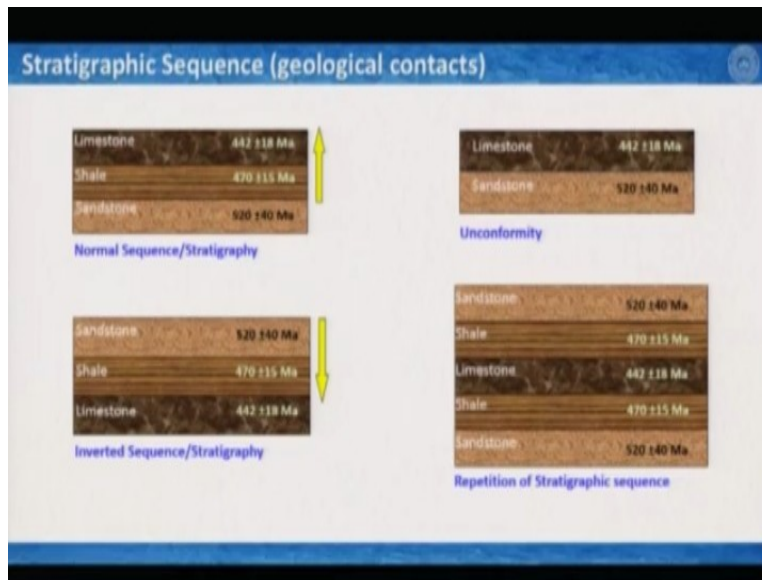 Stratigraphic Sequence (geological contacts)
Limestone 442 ±18 Ma
Shale 470 ±15 Ma
Sandstone 520 ±40 Ma
Normal Sequence/Stratigraphy
Limestone 442 ±18 Ma
Sandstone 520 ±40 Ma
Unconformity
Sandstone 520 ±40 Ma
Shale 470 ±15 Ma
Limestone 442 ±18 Ma
Inverted Sequence/Stratigraphy
Sandstone 520 ±40 Ma
Shale 470 ±15 Ma
Limestone 442 ±18 Ma
Shale 470 ±15 Ma
Sandstone 520 ±40 Ma
Repetition of Stratigraphic sequence